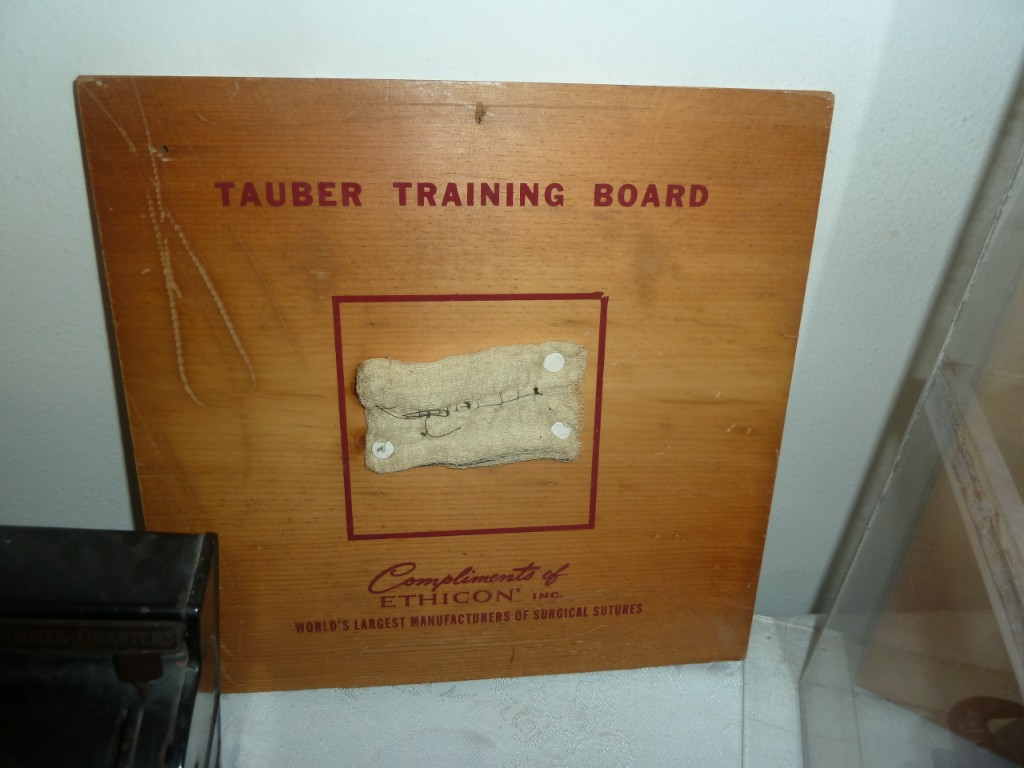 TAUBER TRAINING BOARD
Compliments of
ETHICON® INC.
WORLD'S LARGEST MANUFACTURERS OF SURGICAL SUTURES